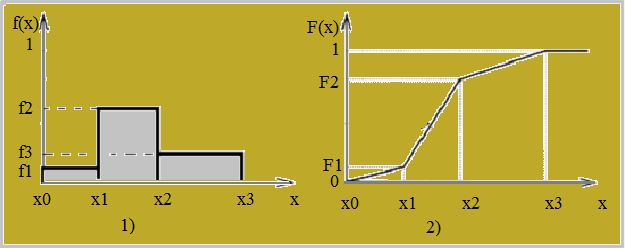 f(x)
1
f2
f3
f1
x0 x1 x2 x3 x
1)
F(x)
1
F2
F1
0
x0 x1 x2 x3 x
2)